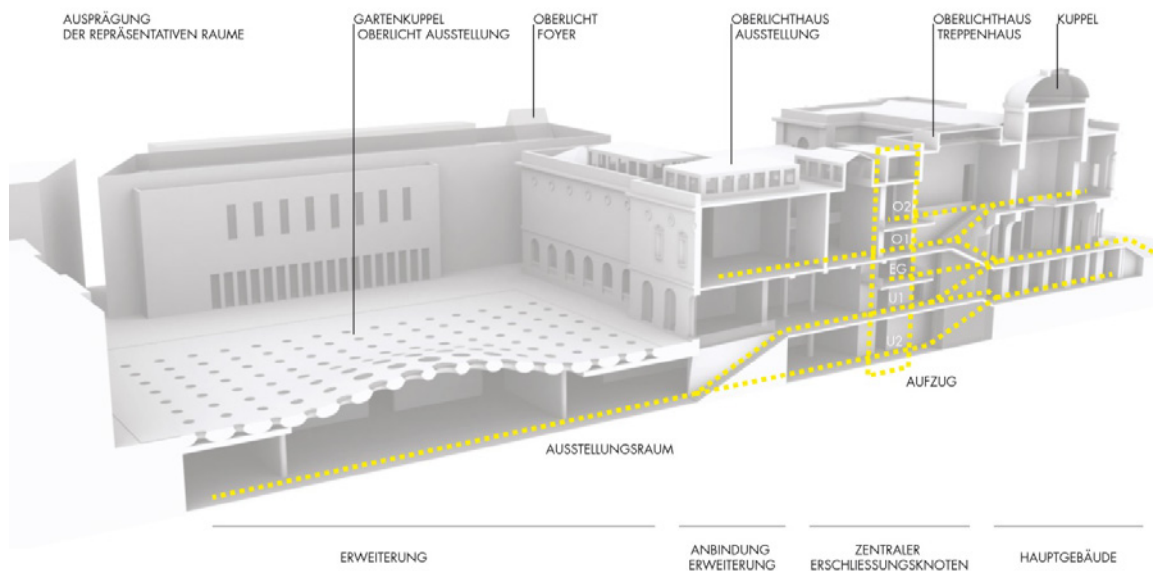 AUSPRÄGUNG
DER REPRÄSENTATIVEN RAUME
GARTENKUPPEL
OBERLICHT AUSSTELLUNG
OBERLICHT
FOYER
OBERLICHTHAUS
AUSSTELLUNG
OBERLICHTHAUS
TREPPENHAUS
KUPPEL
O2
O1
EG
U1
U2
AUFZUG
AUSSTELLUNGSRAUM
ERWEITERUNG
ANBINDUNG
ERWEITERUNG
ZENTRALER
ERSCHLIESSUNGSKNOTEN
HAUPTGEBÄUDE